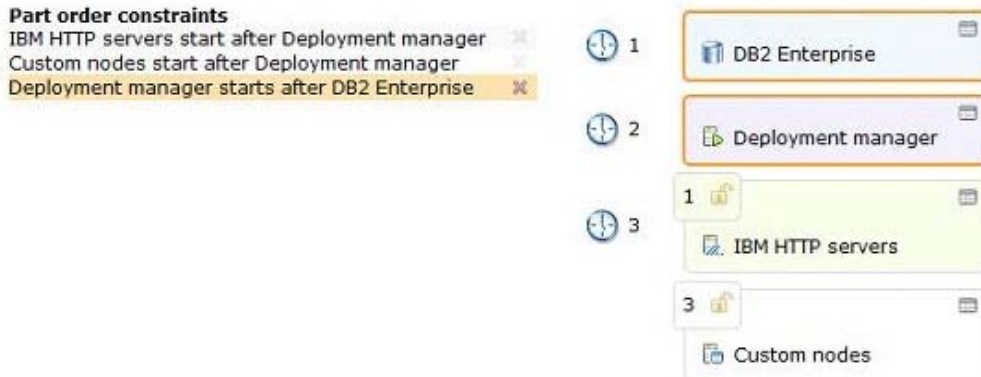 Part order constraints
IBM HTTP servers start after Deployment manager
Custom nodes start after Deployment manager
Deployment manager starts after DB2 Enterprise
1
DB2 Enterprise
2
Deployment manager
3
1
IBM HTTP servers
3
Custom nodes